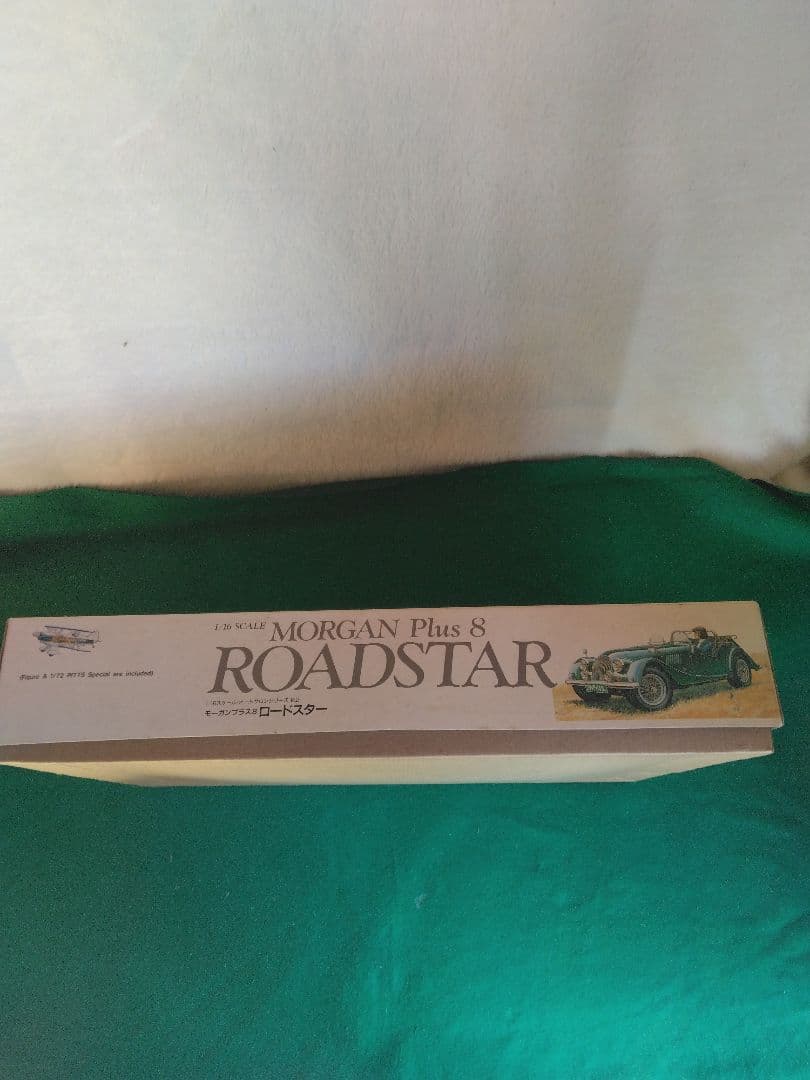 (Figure & 1/72 PITTS Special are included)
1/16 SCALE MORGAN Plus 8
ROADSTAR
モーガンプラス8 ロードスター